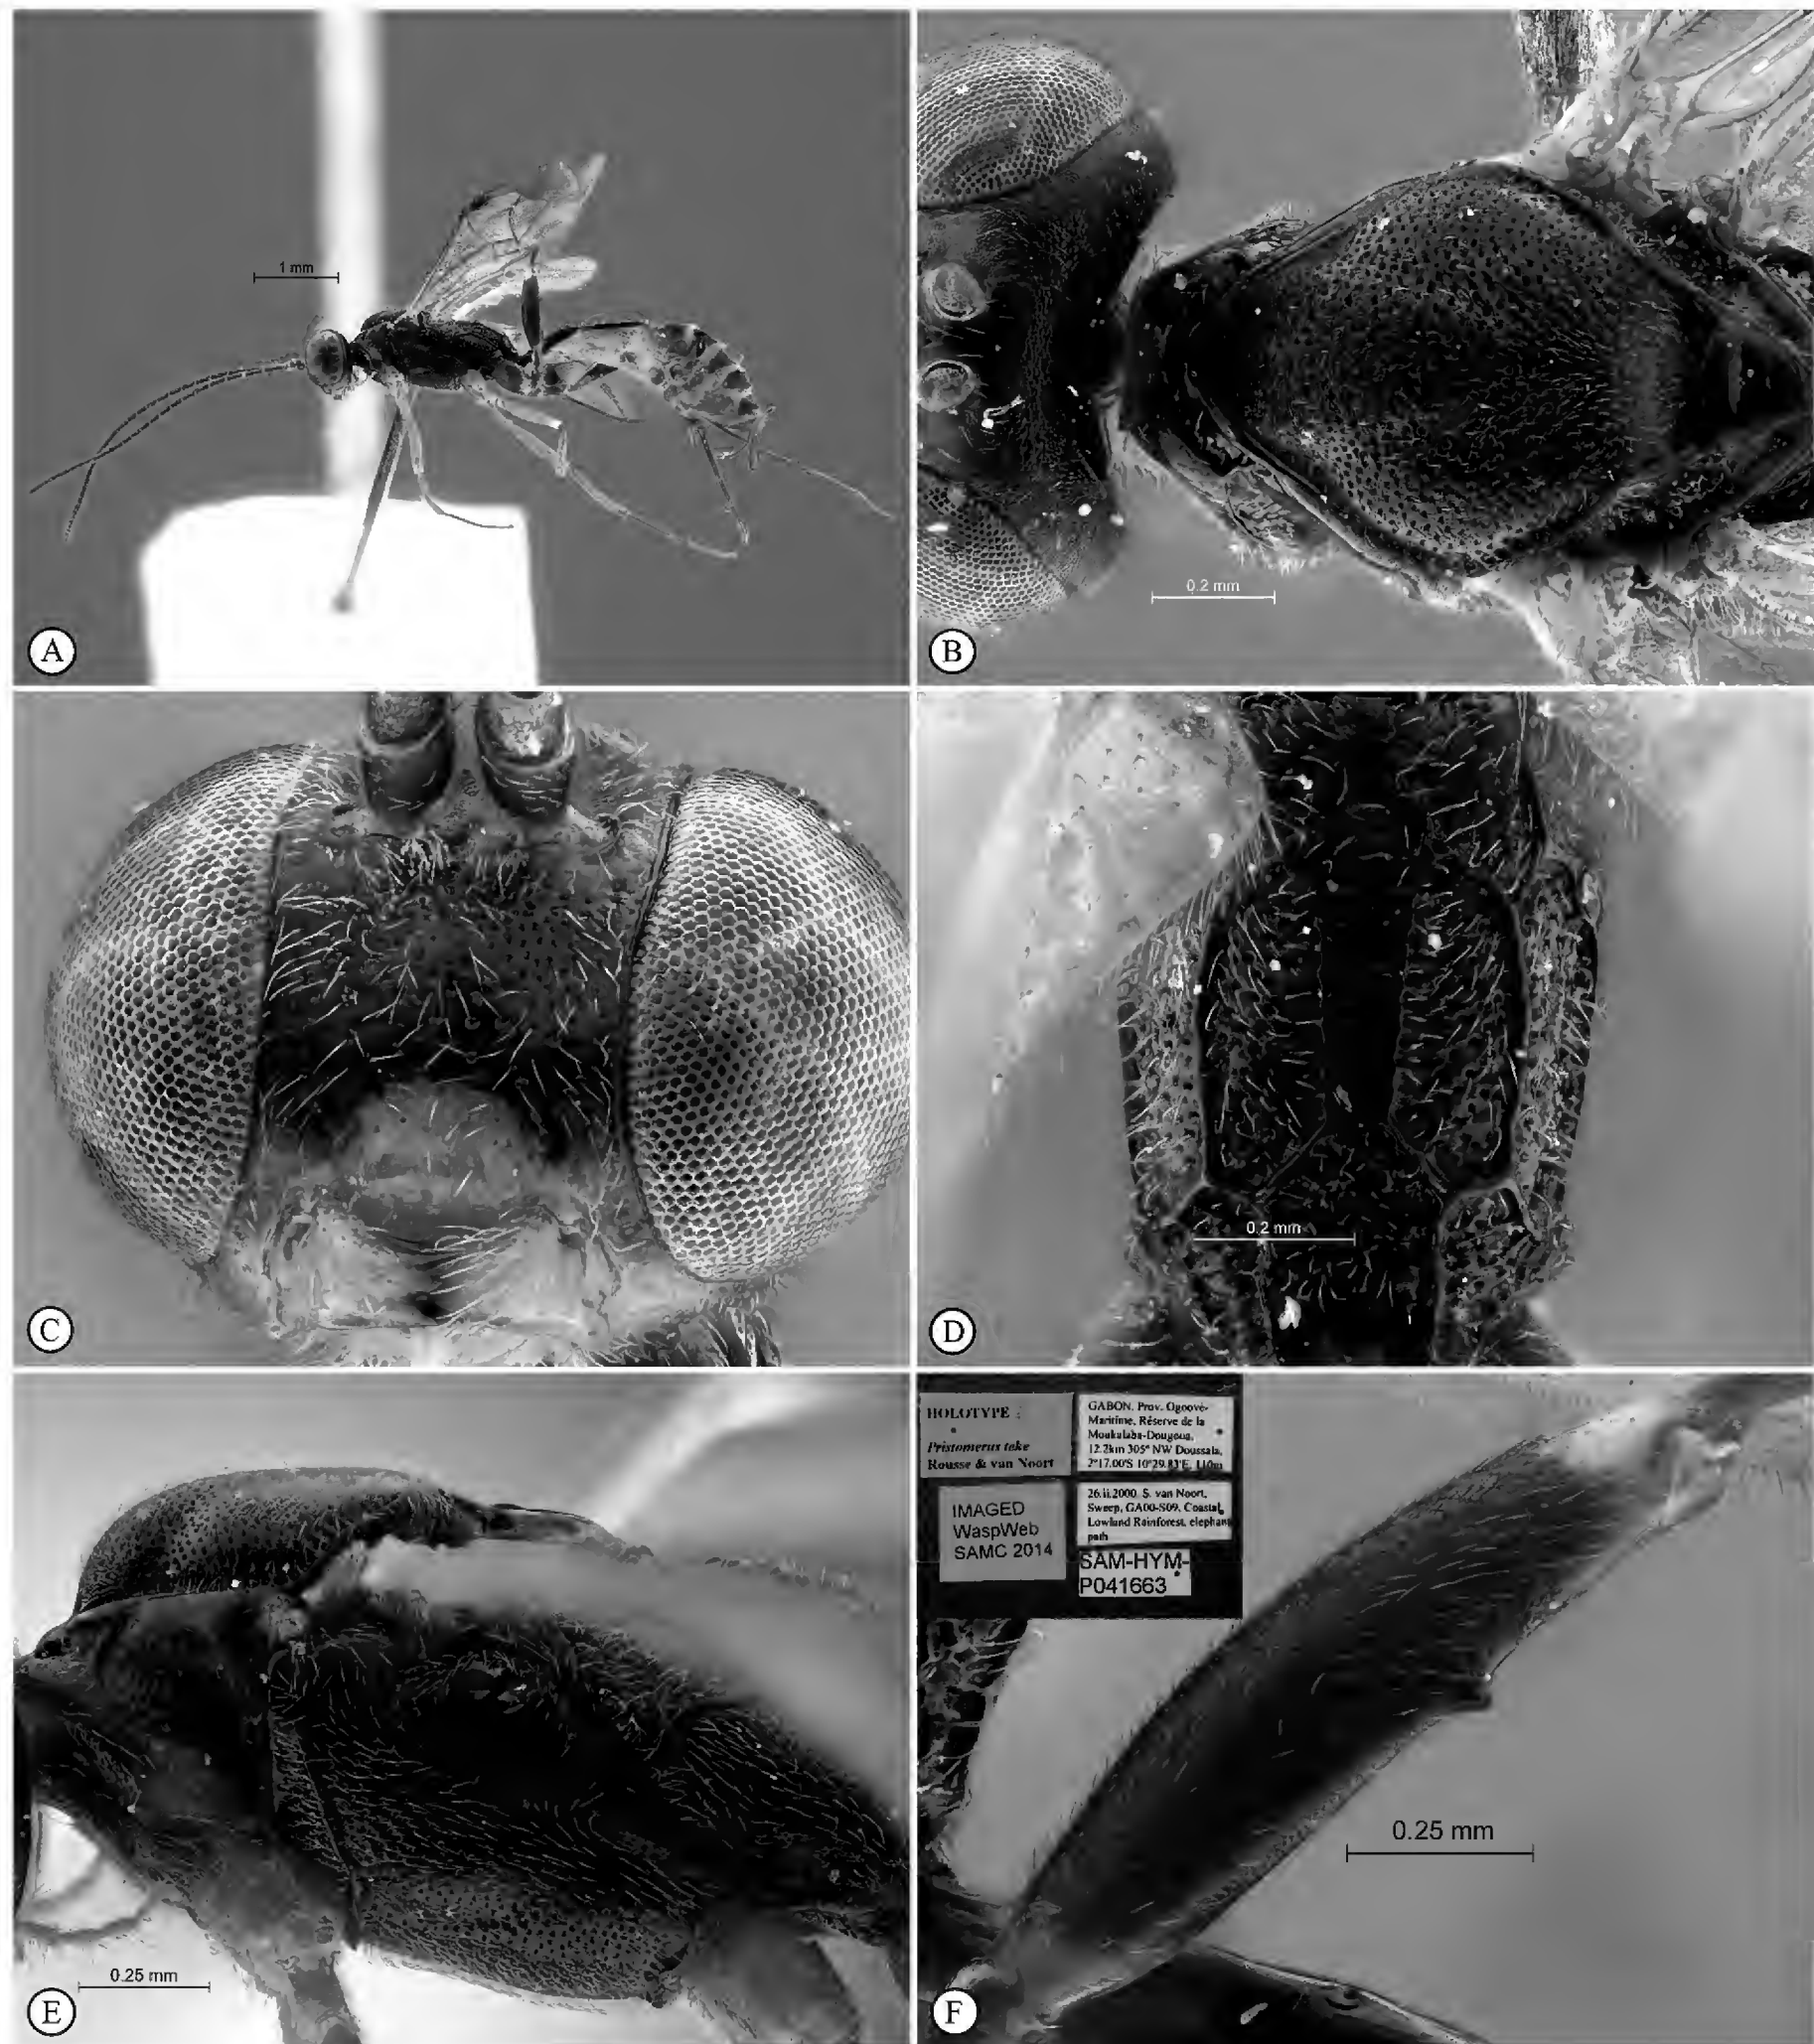 1 mm
A
0.2 mm
B
C
0.2 mm
D
0.25 mm
E
HOLOTYPE :
Pristomerus teke
Rousse & van Noort
GABON, Prov. Ogoové-
Maritime, Réserve de la
Moukalaba-Dougoua,
12.2km 305° NW Doussala,
2°17.00'S 10°29.83'E, 110m
26.ii.2000, S. van Noort,
Sweep, GA00-S09, Coastal
Lowland Rainforest, elephant
path
IMAGED
WaspWeb
SAMC 2014
SAM-HYM-
P041663
0.25 mm
F